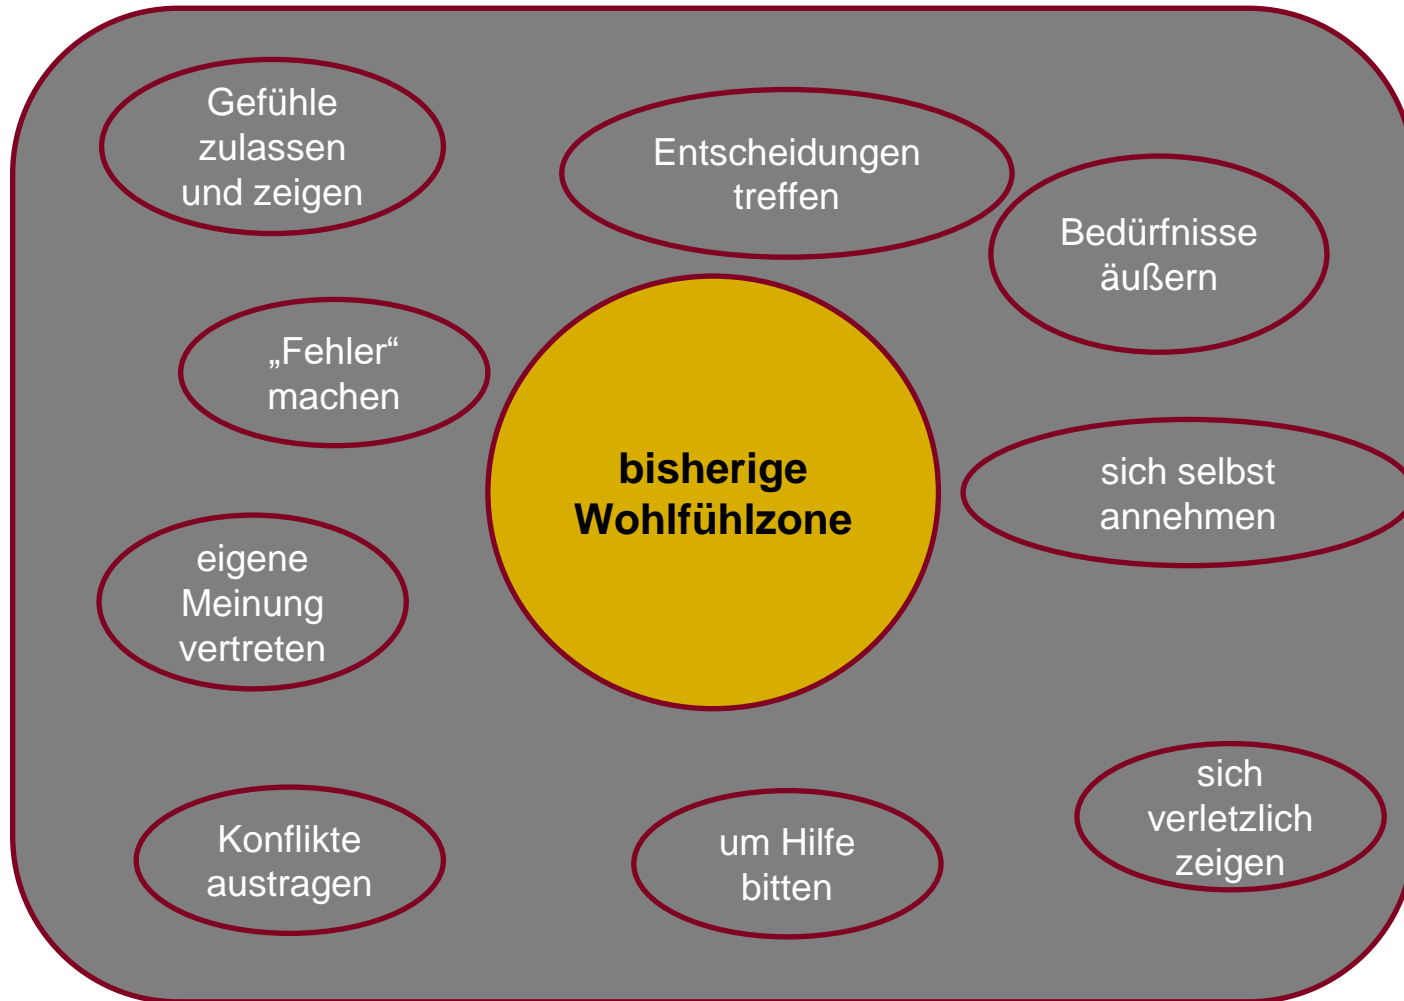 Gefühle
zulassen
und zeigen
Entscheidungen
treffen
Bedürfnisse
äußern
„Fehler“
machen
bisherige
Wohlfühlzone
sich selbst
annehmen
eigene
Meinung
vertreten
sich
verletzlich
zeigen
Konflikte
austragen
um Hilfe
bitten